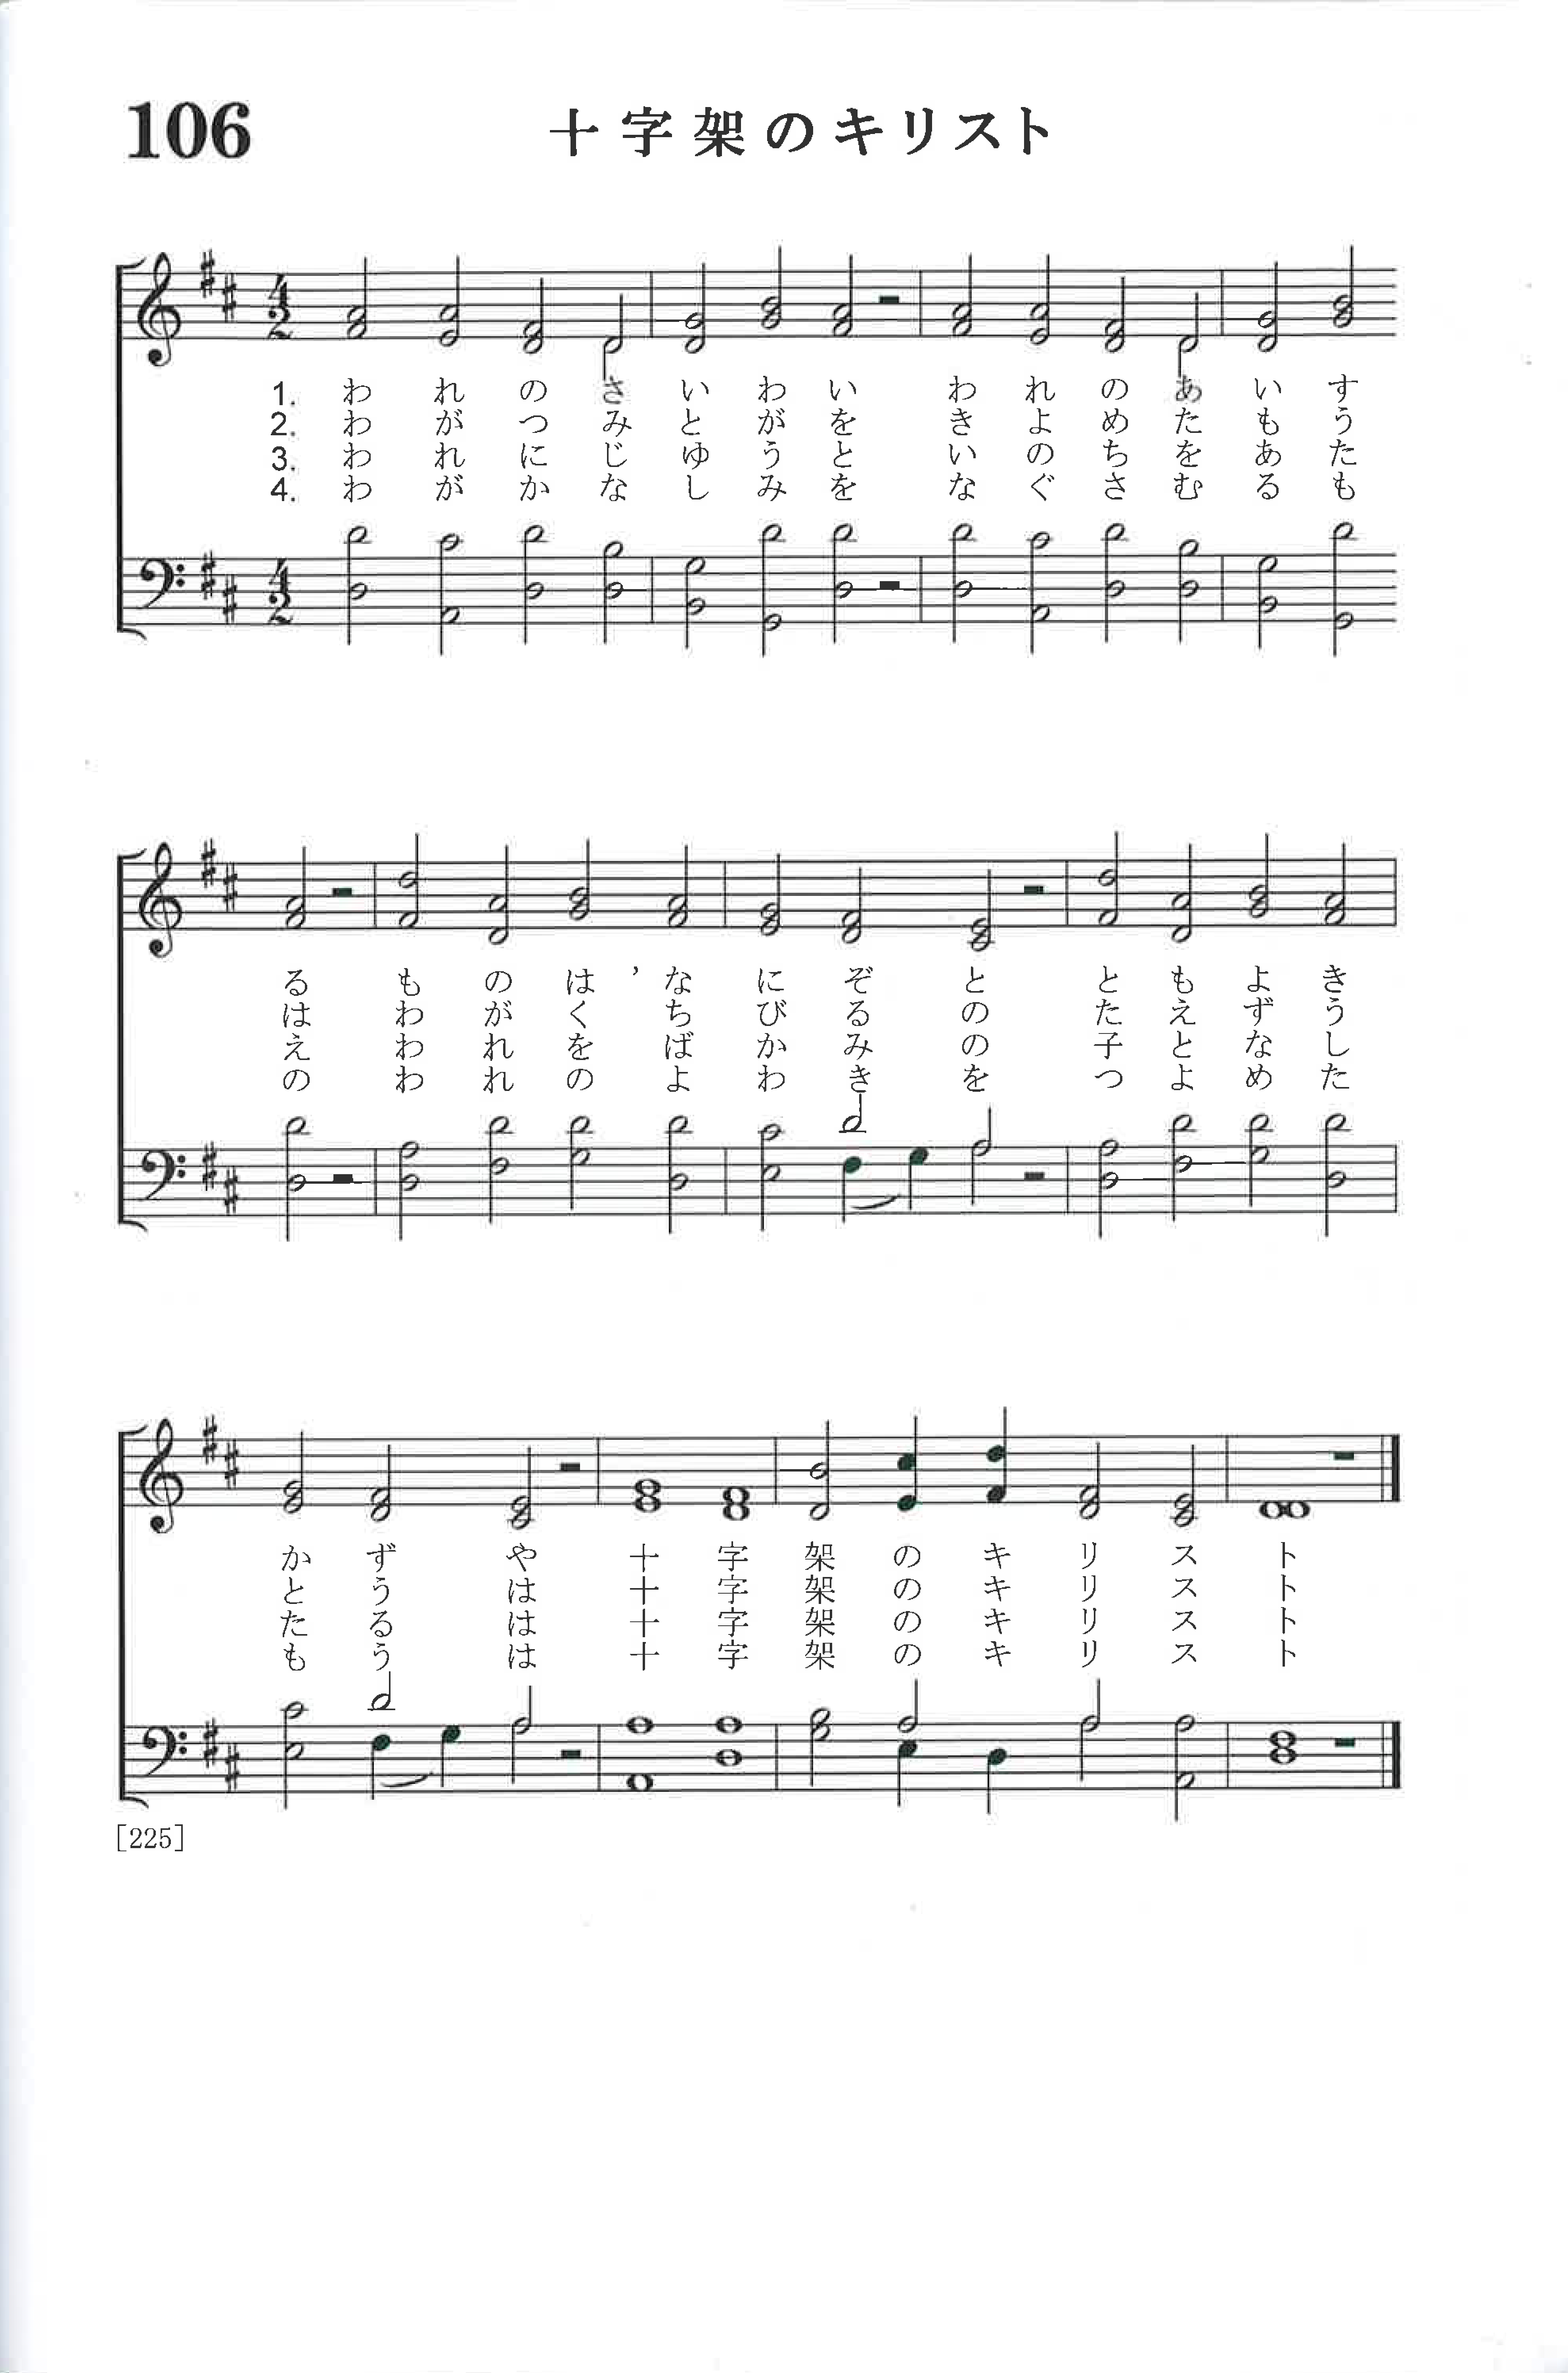 106
十字架のキリスト
1. わ れ の さ い わ い わ れ の あ い す
2. わ が つ み と が を き よ め た も う
3. わ れ に じ ゆ う と い の ち を あ た
4. わ が か な し み を な ぐ さ む る も
る も の は ’ な に ぞ と と も よ き
は わ が く ち び る の た え ず う
え わ れ を ば か み の 子 と な し
の わ れ の よ わ き を つ よ め た
か ず や 十 字 架 の キ リ ス ト
と う は 十 字 架 の キ リ ス ト
た る は 十 字 架 の キ リ ス ト
も う は 十 字 架 の キ リ ス ト
[225]